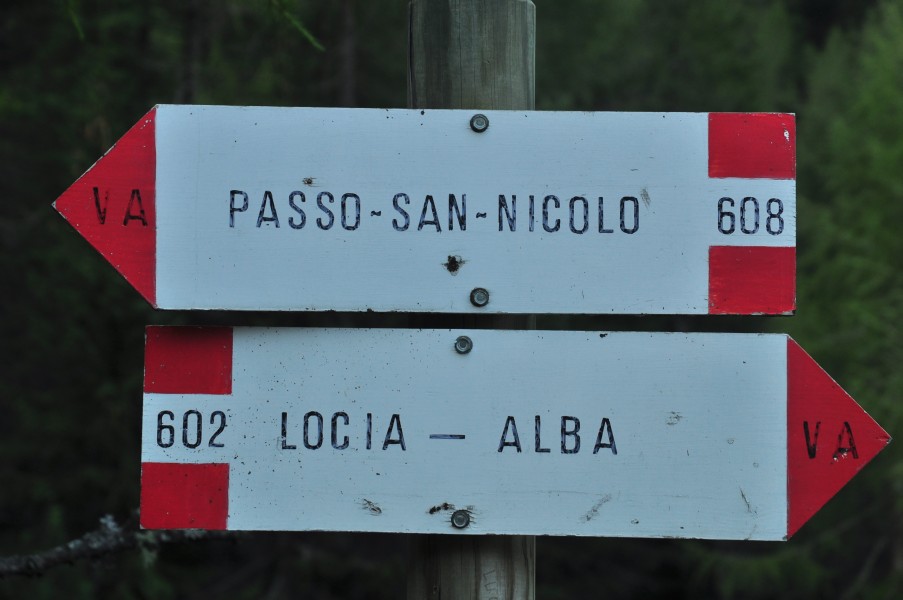 VA PASSO~SAN~NICOLO 608
602 LOCIA — ALBA VA